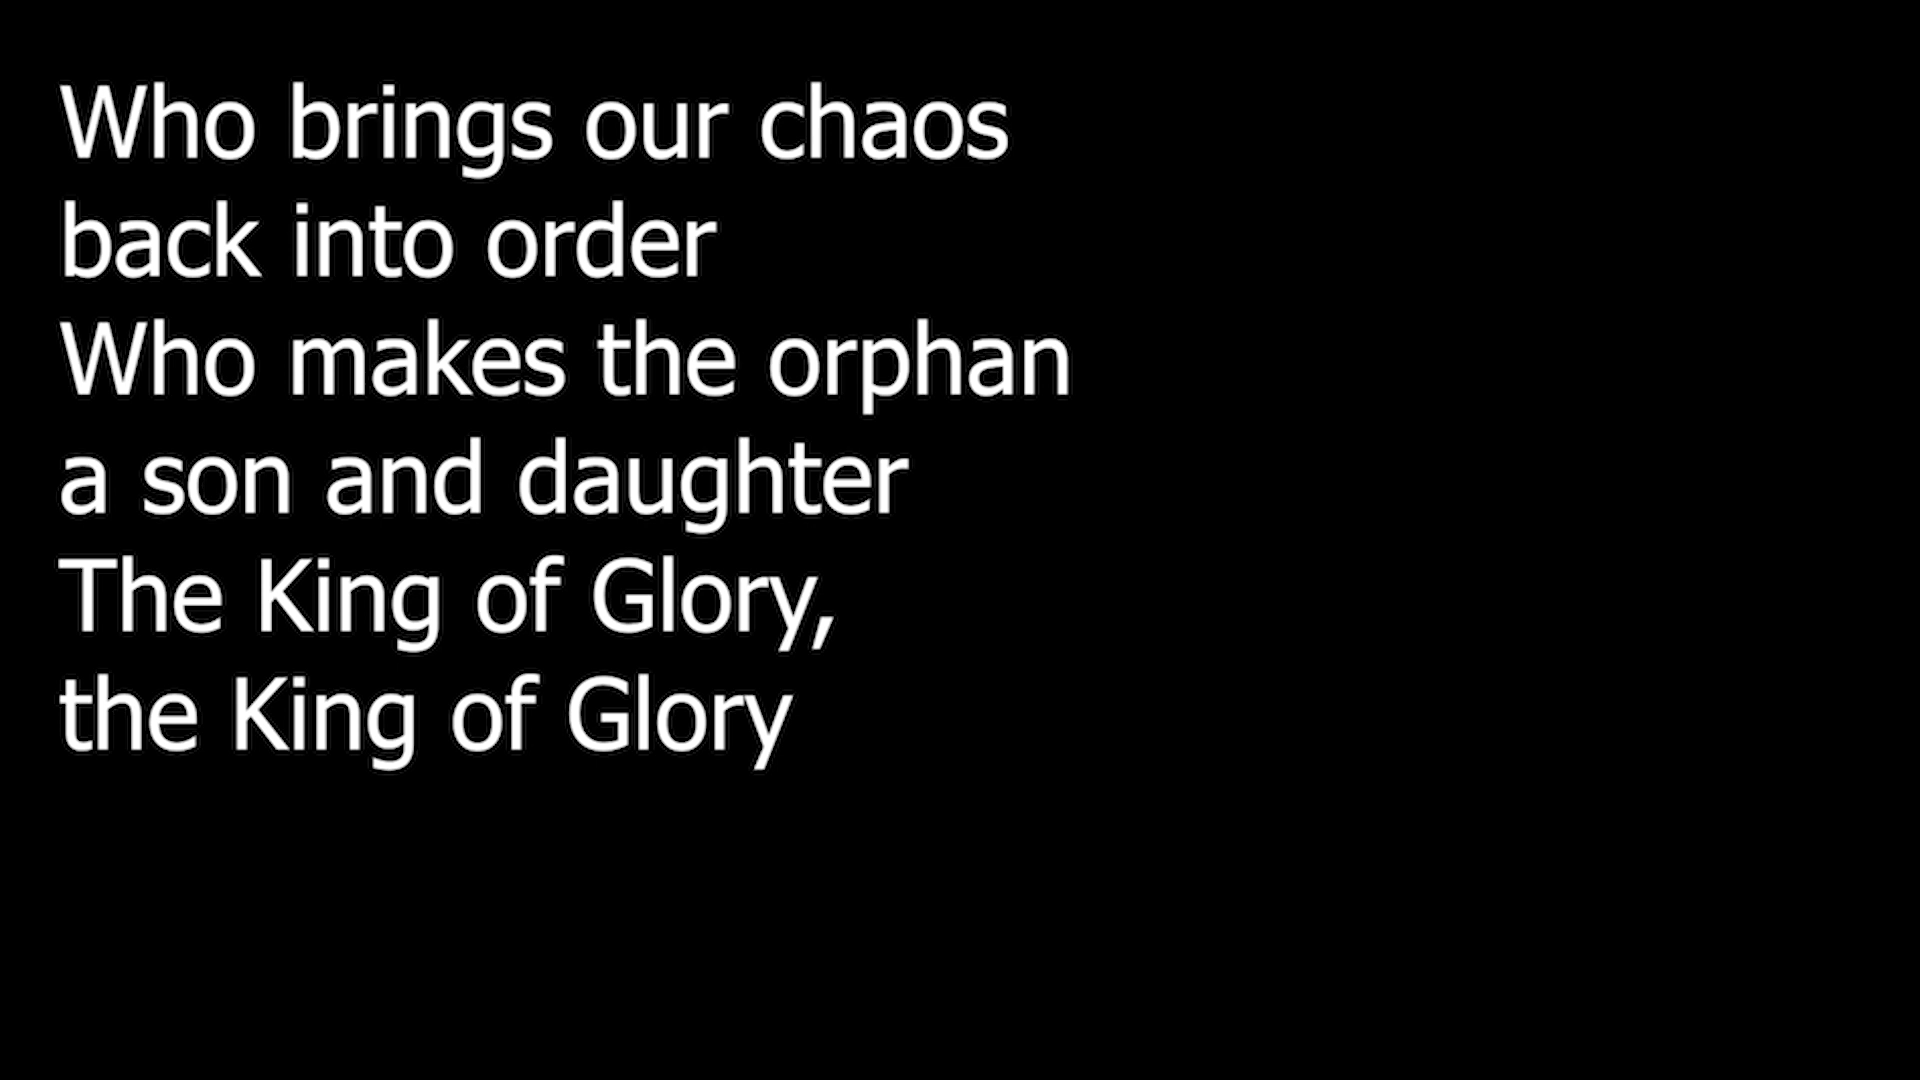 Who brings our chaos
back into order
Who makes the orphan
a son and daughter
The King of Glory,
the King of Glory